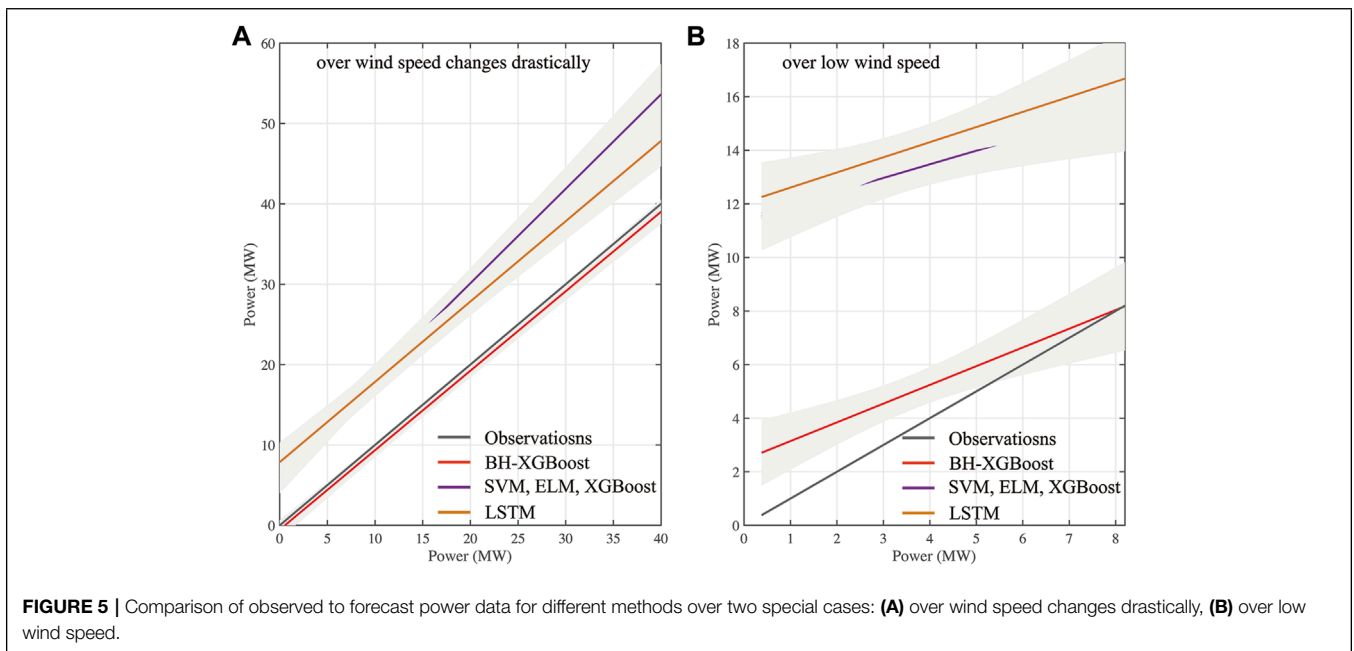 A
60
50
40
30
20
10
0
Power (MW)
over wind speed changes drastically
Observatiosns
BH-XGBoost
SVM, ELM, XGBoost
LSTM
0 5 10 15 20 25 30 35 40
Power (MW)
B
18
16
14
12
10
8
6
4
2
0
Power (MW)
over low wind speed
Observatiosns
BH-XGBoost
SVM, ELM, XGBoost
LSTM
0 1 2 3 4 5 6 7 8
Power (MW)
FIGURE 5 | Comparison of observed to forecast power data for different methods over two special cases: (A) over wind speed changes drastically, (B) over low
wind speed.